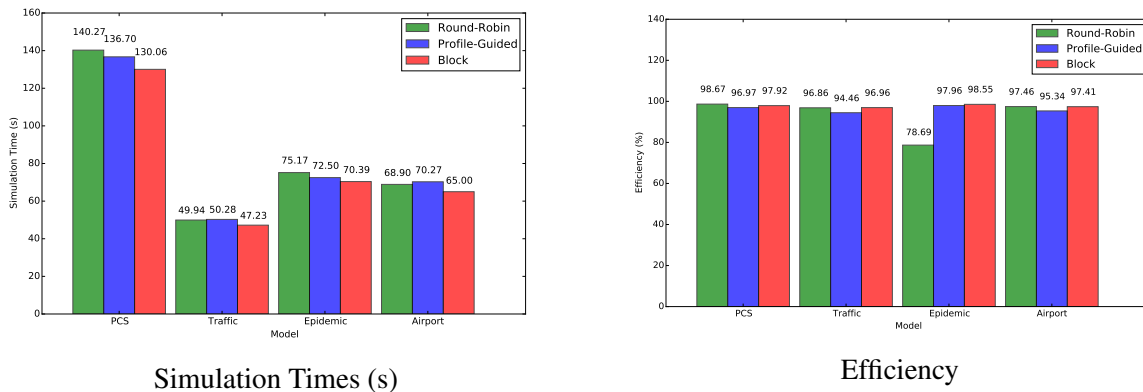 160
140
120
100
80
60
40
20
0
Simulation Time (s)
140.27
136.70
130.06
49.94
50.28
47.23
75.17
72.50
70.39
68.90
70.27
65.00
Round-Robin
Profile-Guided
Block
PCS
Traffic
Epidemic
Airport
Model
Simulation Times (s)
140
120
100
80
60
40
20
0
Efficiency (%)
98.67
96.97
97.92
96.86
94.46
96.96
78.69
97.96
98.55
97.46
95.34
97.41
Round-Robin
Profile-Guided
Block
PCS
Traffic
Epidemic
Airport
Model
Efficiency